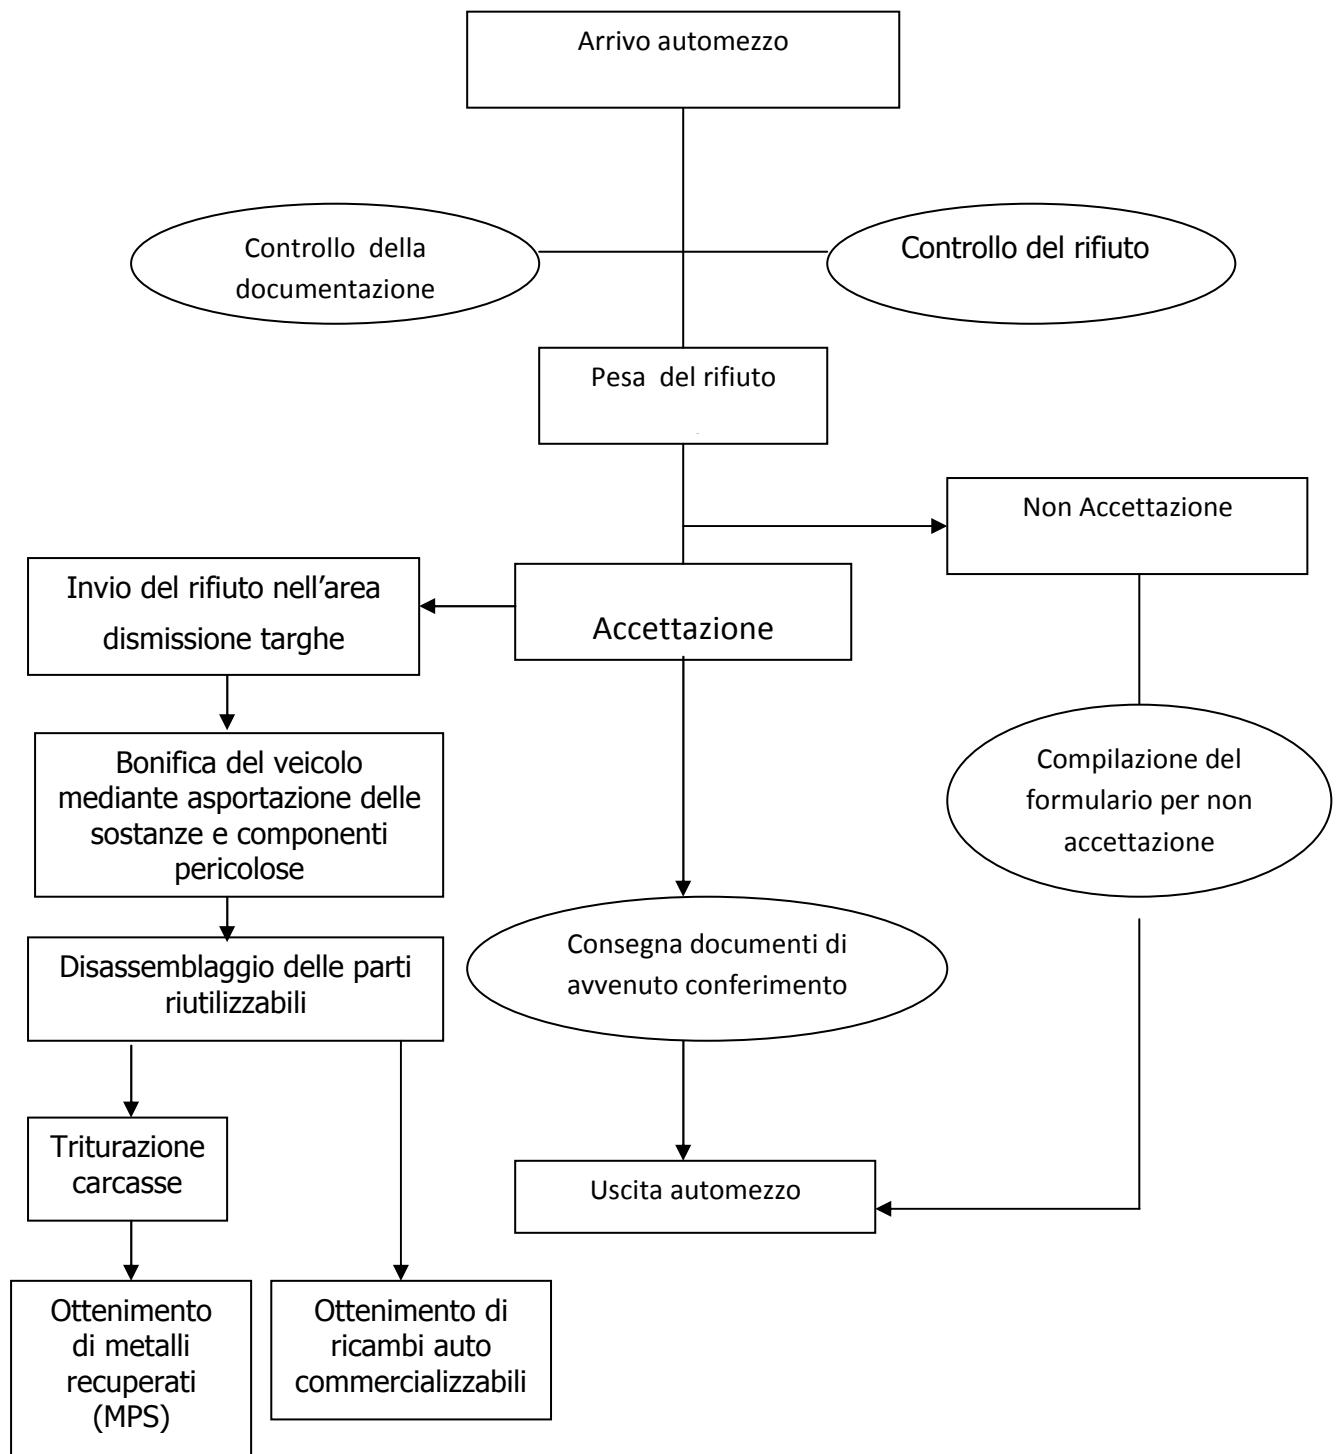 Arrivo automezzo
Controllo della
documentazione
Controllo del rifiuto
Pesa del rifiuto
Non Accettazione
Invio del rifiuto nell’area
dismissione targhe
Accettazione
Bonifica del veicolo
mediante asportazione delle
sostanze e componenti
pericolose
Compilazione del
formulario per non
accettazione
Disassemblaggio delle parti
riutilizzabili
Consegna documenti di
avvenuto conferimento
Triturazione
carcasse
Uscita automezzo
Ottenimento
di metalli
recuperati
(MPS)
Ottenimento di
ricambi auto
commercializzabili